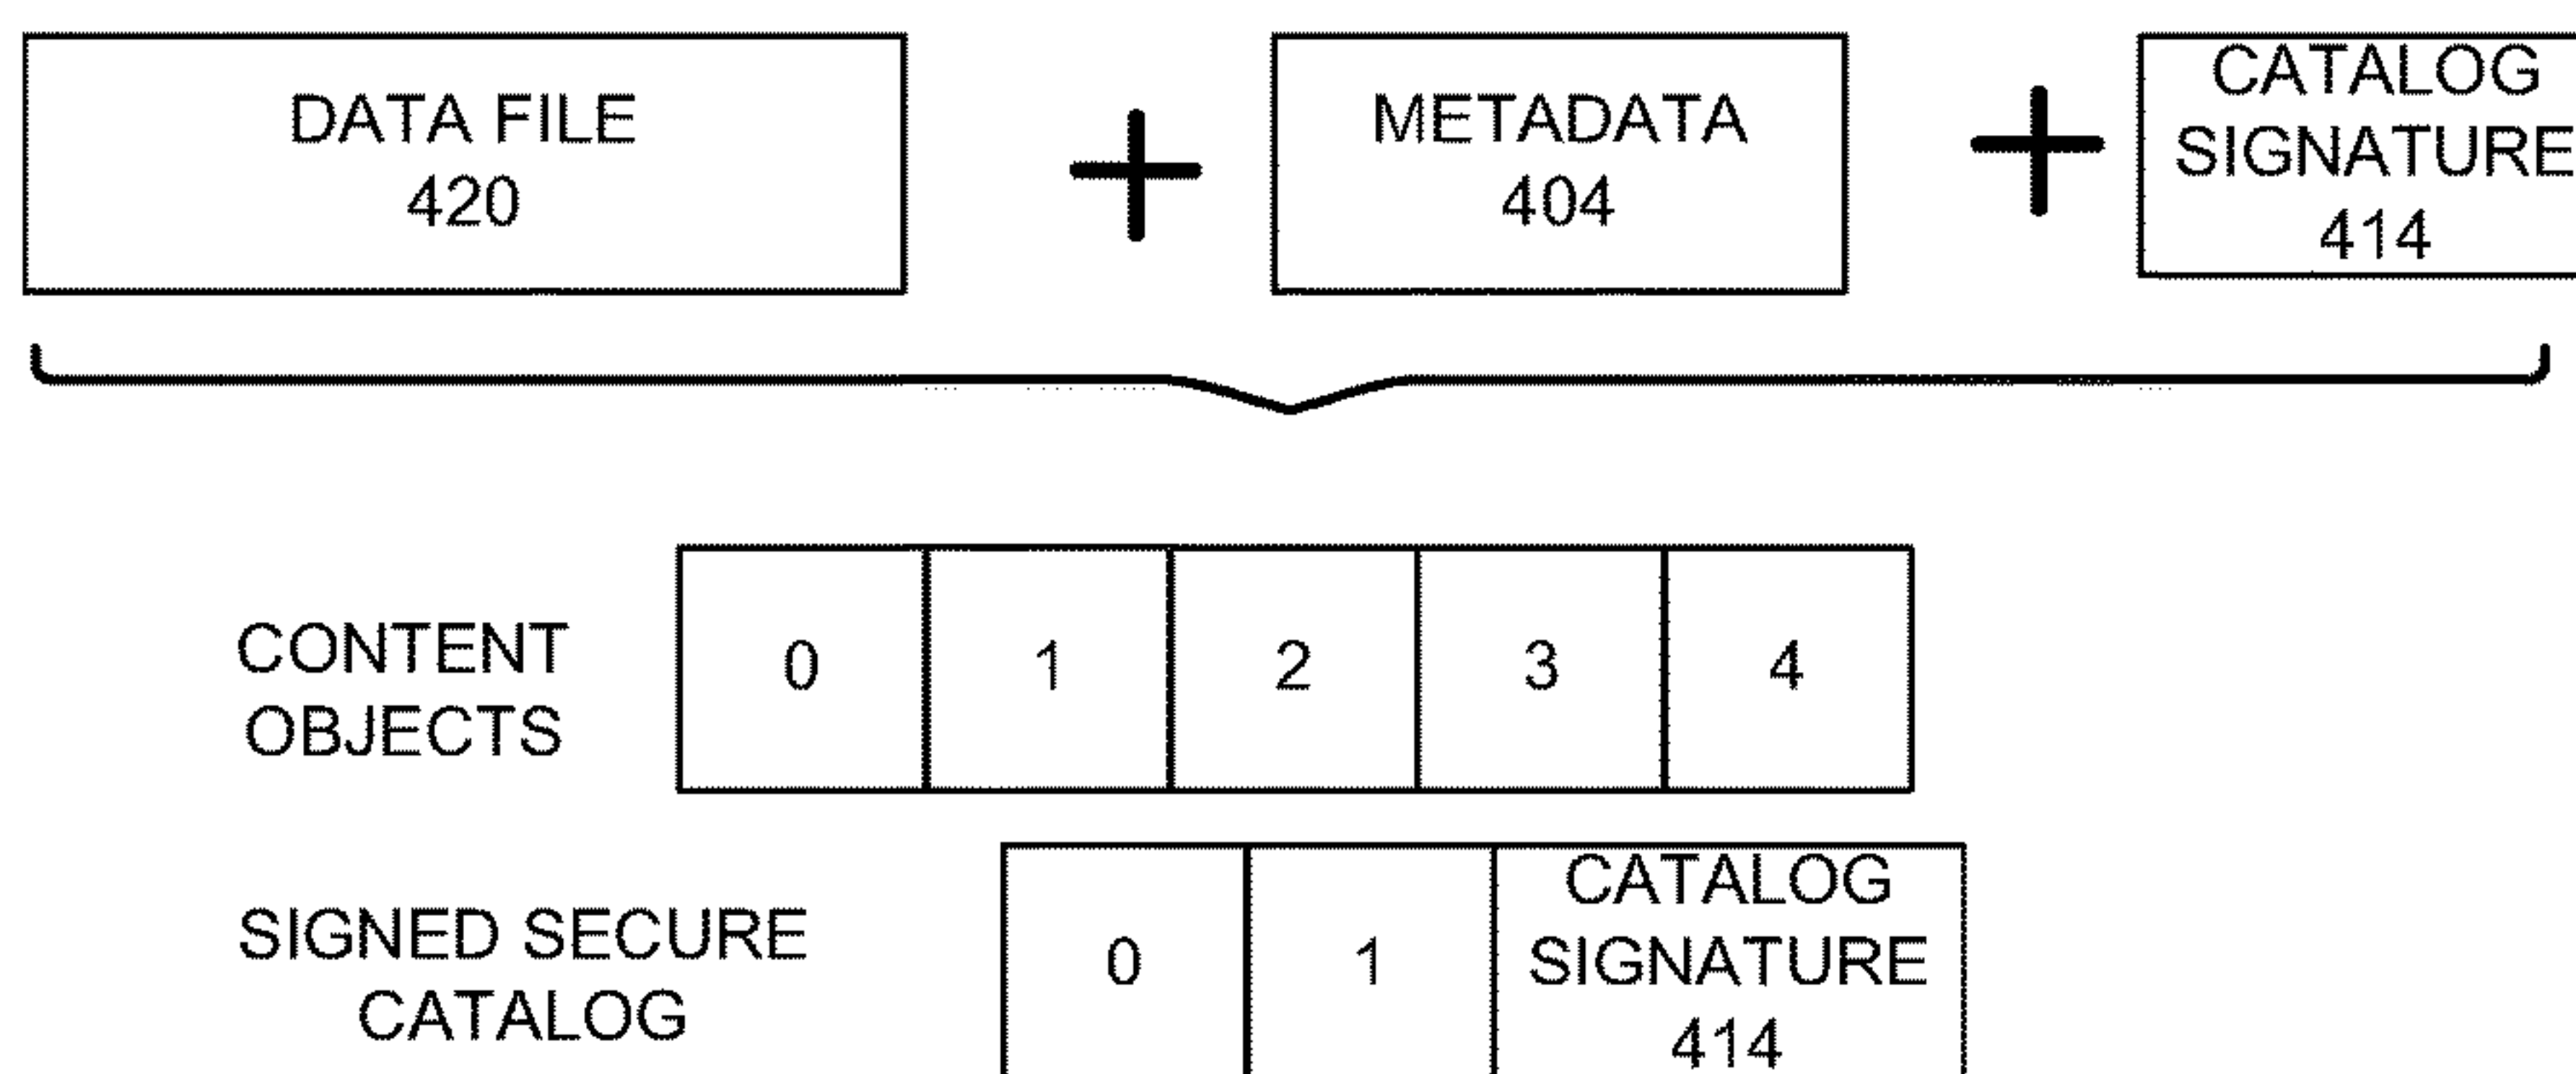 DATA FILE
420
METADATA
404
CATALOG
SIGNATURE
414
CONTENT
OBJECTS
0 1 2 3 4
SIGNED SECURE
CATALOG
0 1
CATALOG
SIGNATURE
414